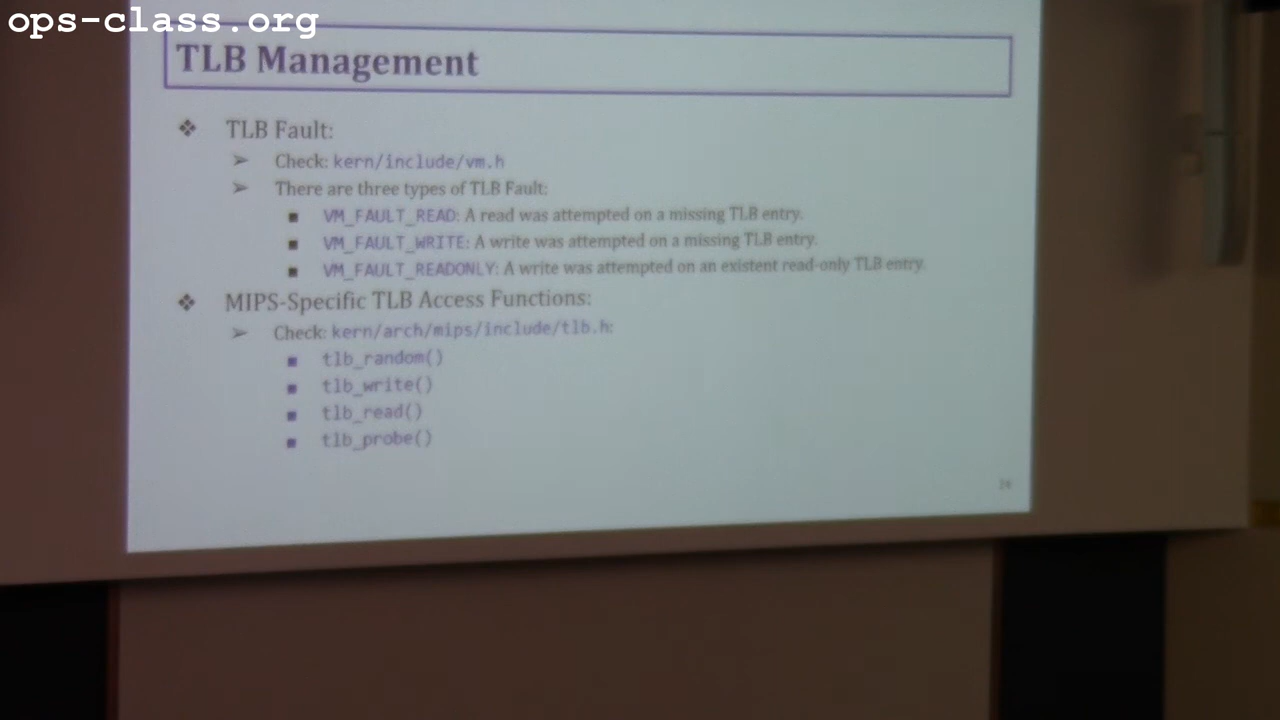 ops-class.org
TLB Management
❖ TLB Fault:
➢ Check: kern/include/vm.h
➢ There are three types of TLB Fault:
■ VM_FAULT_READ: A read was attempted on a missing TLB entry.
■ VM_FAULT_WRITE: A write was attempted on a missing TLB entry.
■ VM_FAULT_READONLY: A write was attempted on an existent read-only TLB entry.
❖ MIPS-Specific TLB Access Functions:
➢ Check: kern/arch/mips/include/tlb.h:
■ tlb_random()
■ tlb_write()
■ tlb_read()
■ tlb_probe()